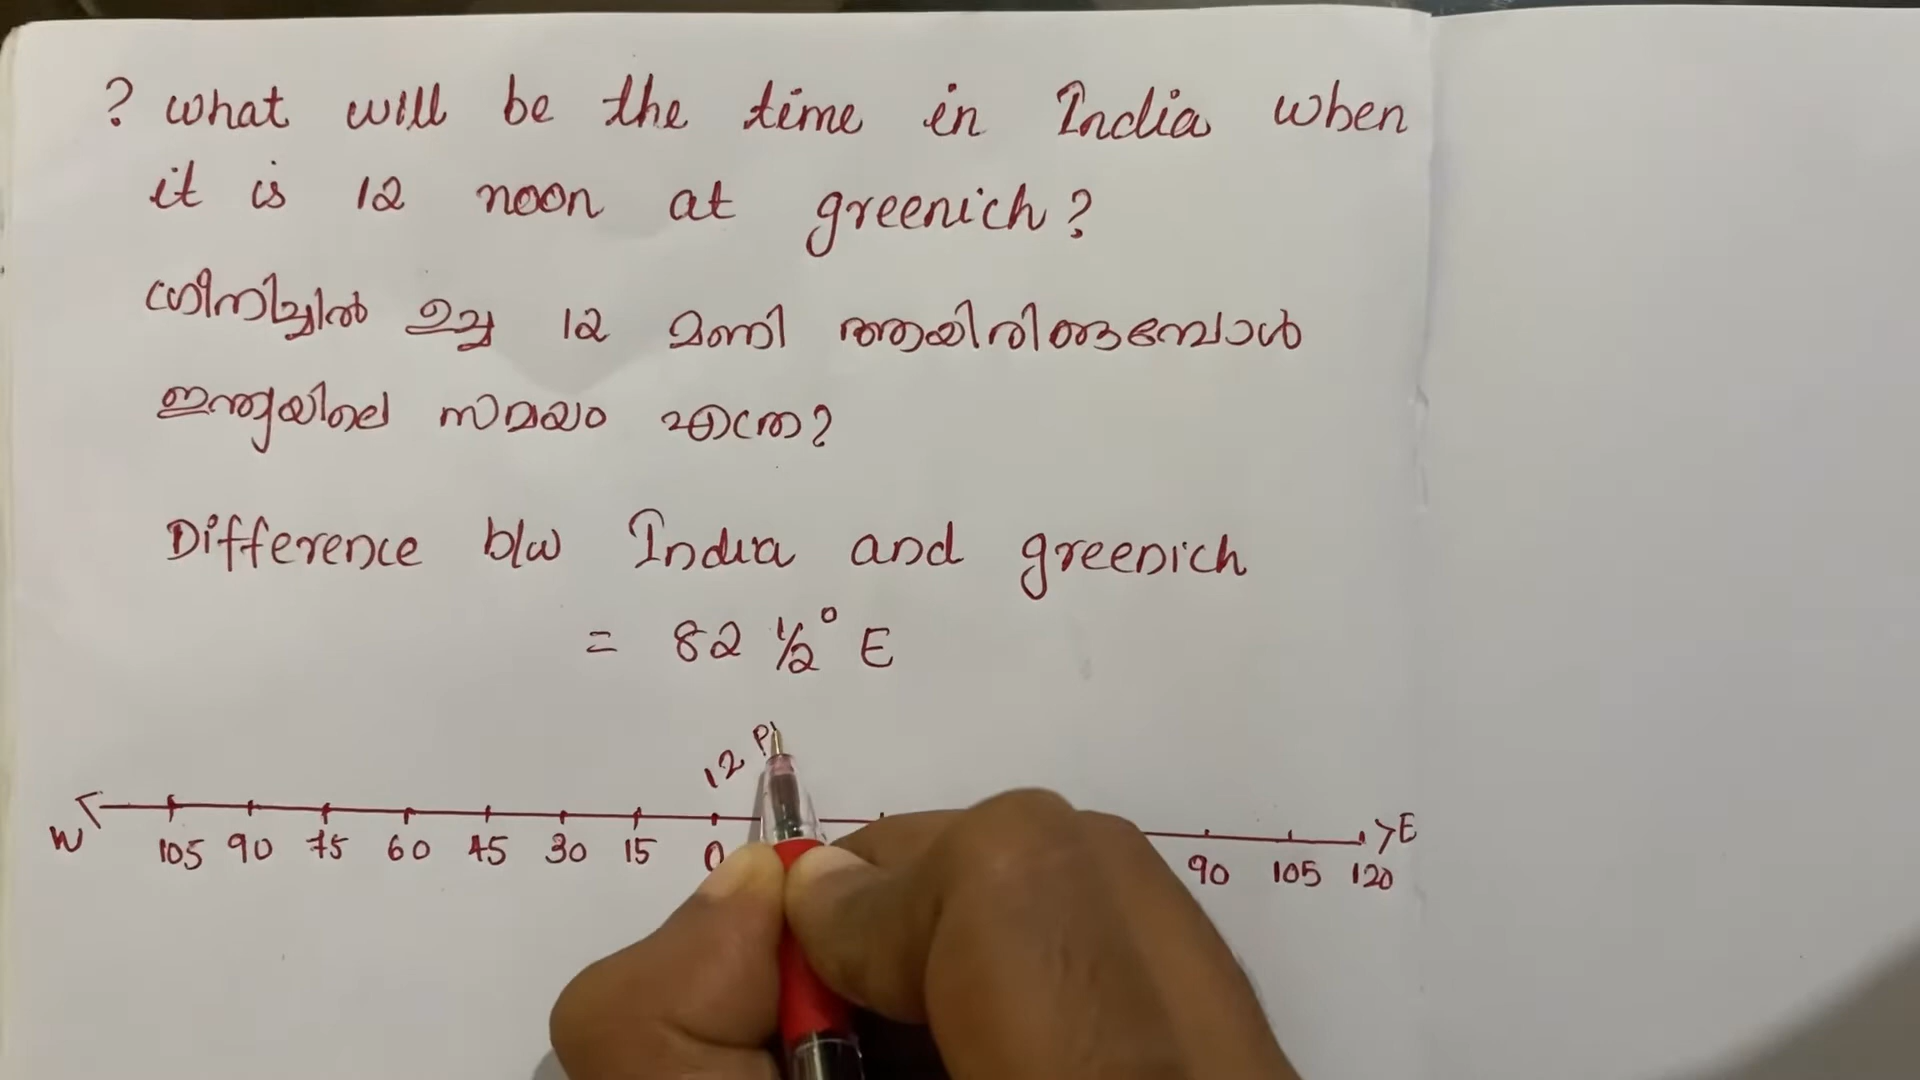 ? what will be the time in India when
it is 12 noon at greenich?
ഗ്രീനിച്ചിൽ ഉച്ച 12 മണി ആയിരിക്കുമ്പോൾ
ഇന്ത്യയിലെ സമയം എത്ര?
Difference b/w India and greenich
= 82 1/2° E
12 P
W 105 90 75 60 45 30 15 0 90 105 120 E